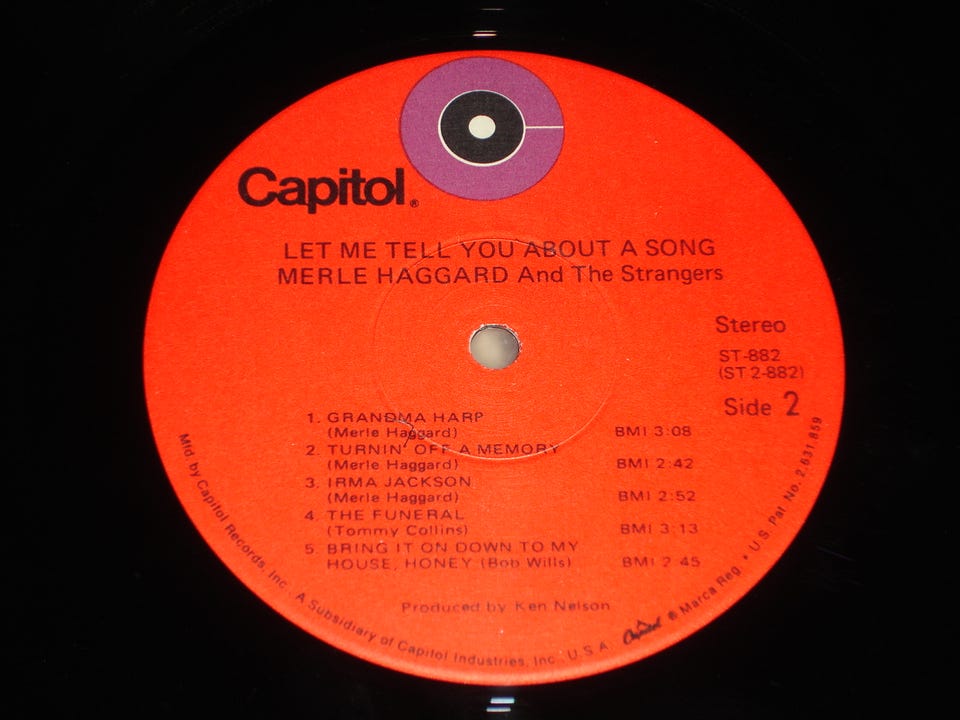 Capitol®
LET ME TELL YOU ABOUT A SONG
MERLE HAGGARD And The Strangers
Stereo
ST-882
(ST 2-882)
Side 2
1. GRANDMA HARP
(Merle Haggard) BMI 3:08
2. TURNIN' OFF A MEMORY
(Merle Haggard) BMI 2:42
3. IRMA JACKSON
(Merle Haggard) BMI 2:52
4. THE FUNERAL
(Tommy Collins) BMI 3:13
5. BRING IT ON DOWN TO MY
HOUSE, HONEY (Bob Wills) BMI 2:45
Produced by Ken Nelson
Mfd by Capitol Records, Inc. A Subsidiary of Capitol Industries, Inc. U.S.A. Capitol ® Marca Reg. • U.S. Pat. No. 2,631,859